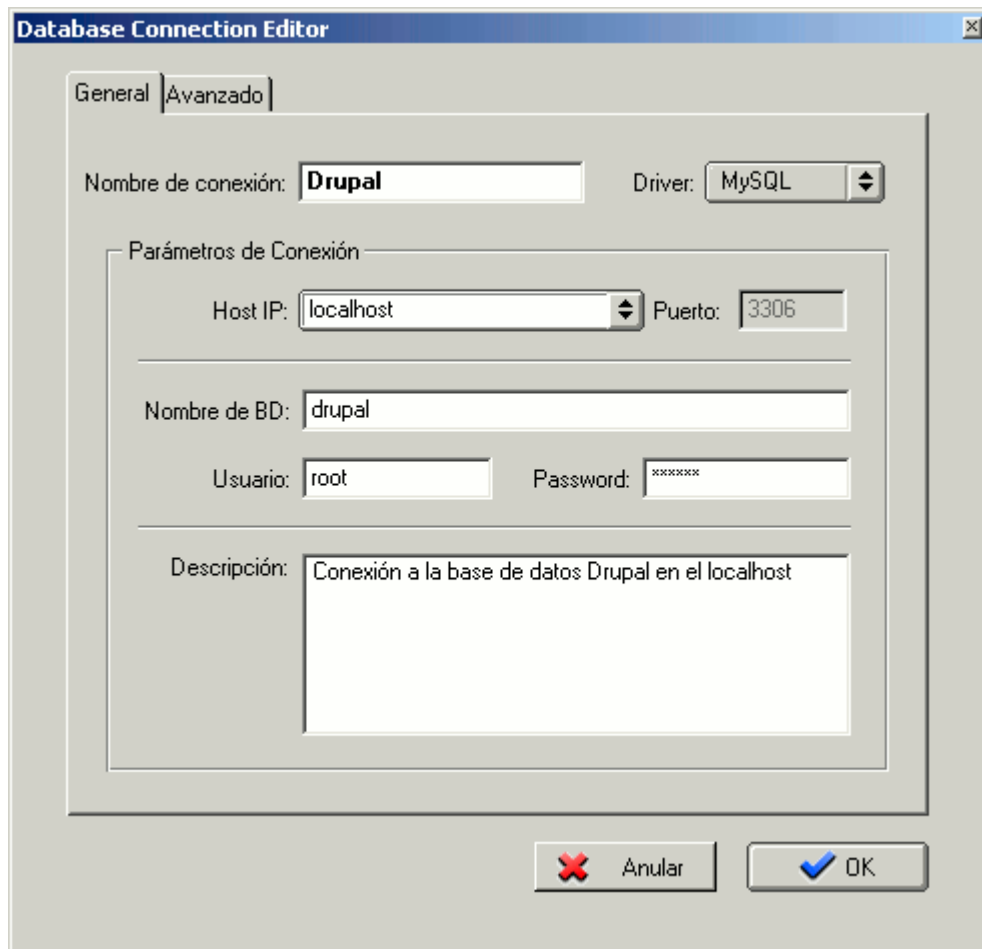 Database Connection Editor
General Avanzado
Nombre de conexión: Drupal Driver: MySQL
Parámetros de Conexión
Host IP: localhost Puerto: 3306
Nombre de BD: drupal
Usuario: root Password: ******
Descripción: Conexión a la base de datos Drupal en el localhost
Anular OK